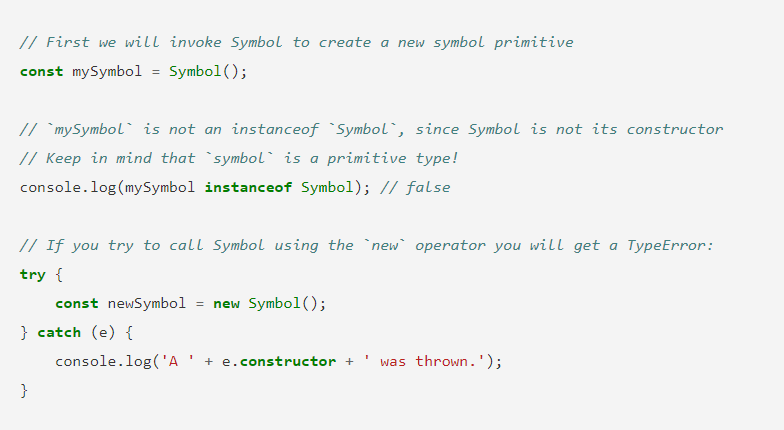 // First we will invoke Symbol to create a new symbol primitive
const mySymbol = Symbol();
// `mySymbol` is not an instanceof `Symbol`, since Symbol is not its constructor
// Keep in mind that `symbol` is a primitive type!
console.log(mySymbol instanceof Symbol); // false
// If you try to call Symbol using the `new` operator you will get a TypeError:
try {
    const newSymbol = new Symbol();
} catch (e) {
    console.log('A ' + e.constructor + ' was thrown.');
}